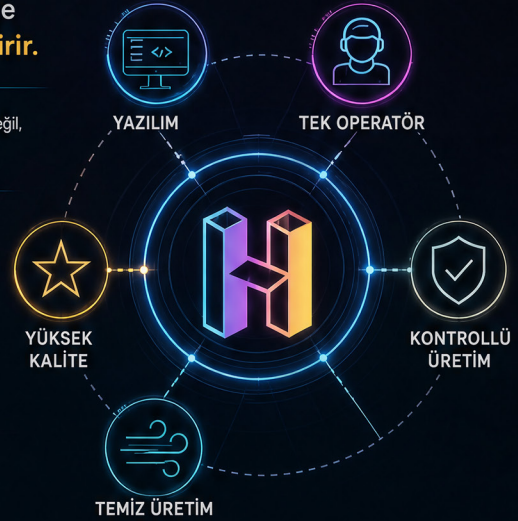 e
irir.
eğil,
YAZILIM
TEK OPERATÖR
YÜKSEK
KALİTE
KONTROLLÜ
ÜRETİM
TEMİZ ÜRETİM